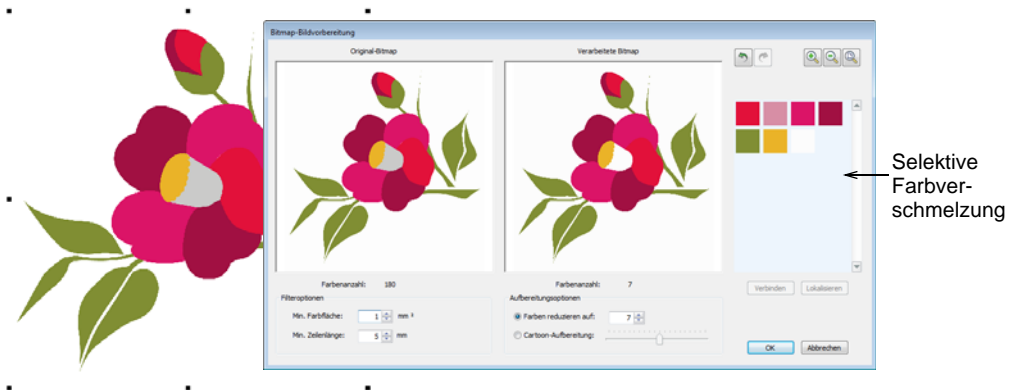 Bitmap-Bildvorbereitung
Original-Bitmap
Verarbeitete Bitmap
Selektive
Farbver-
schmelzung
Farbenanzahl: 180
Farbenanzahl: 7
Verbinden
Lokalisieren
Filteroptionen
Min. Farbfläche: 1 mm ²
Min. Zeilenlänge: 5 mm
Aufbereitungsoptionen
Farben reduzieren auf: 7
Cartoon-Aufbereitung:
OK
Abbrechen